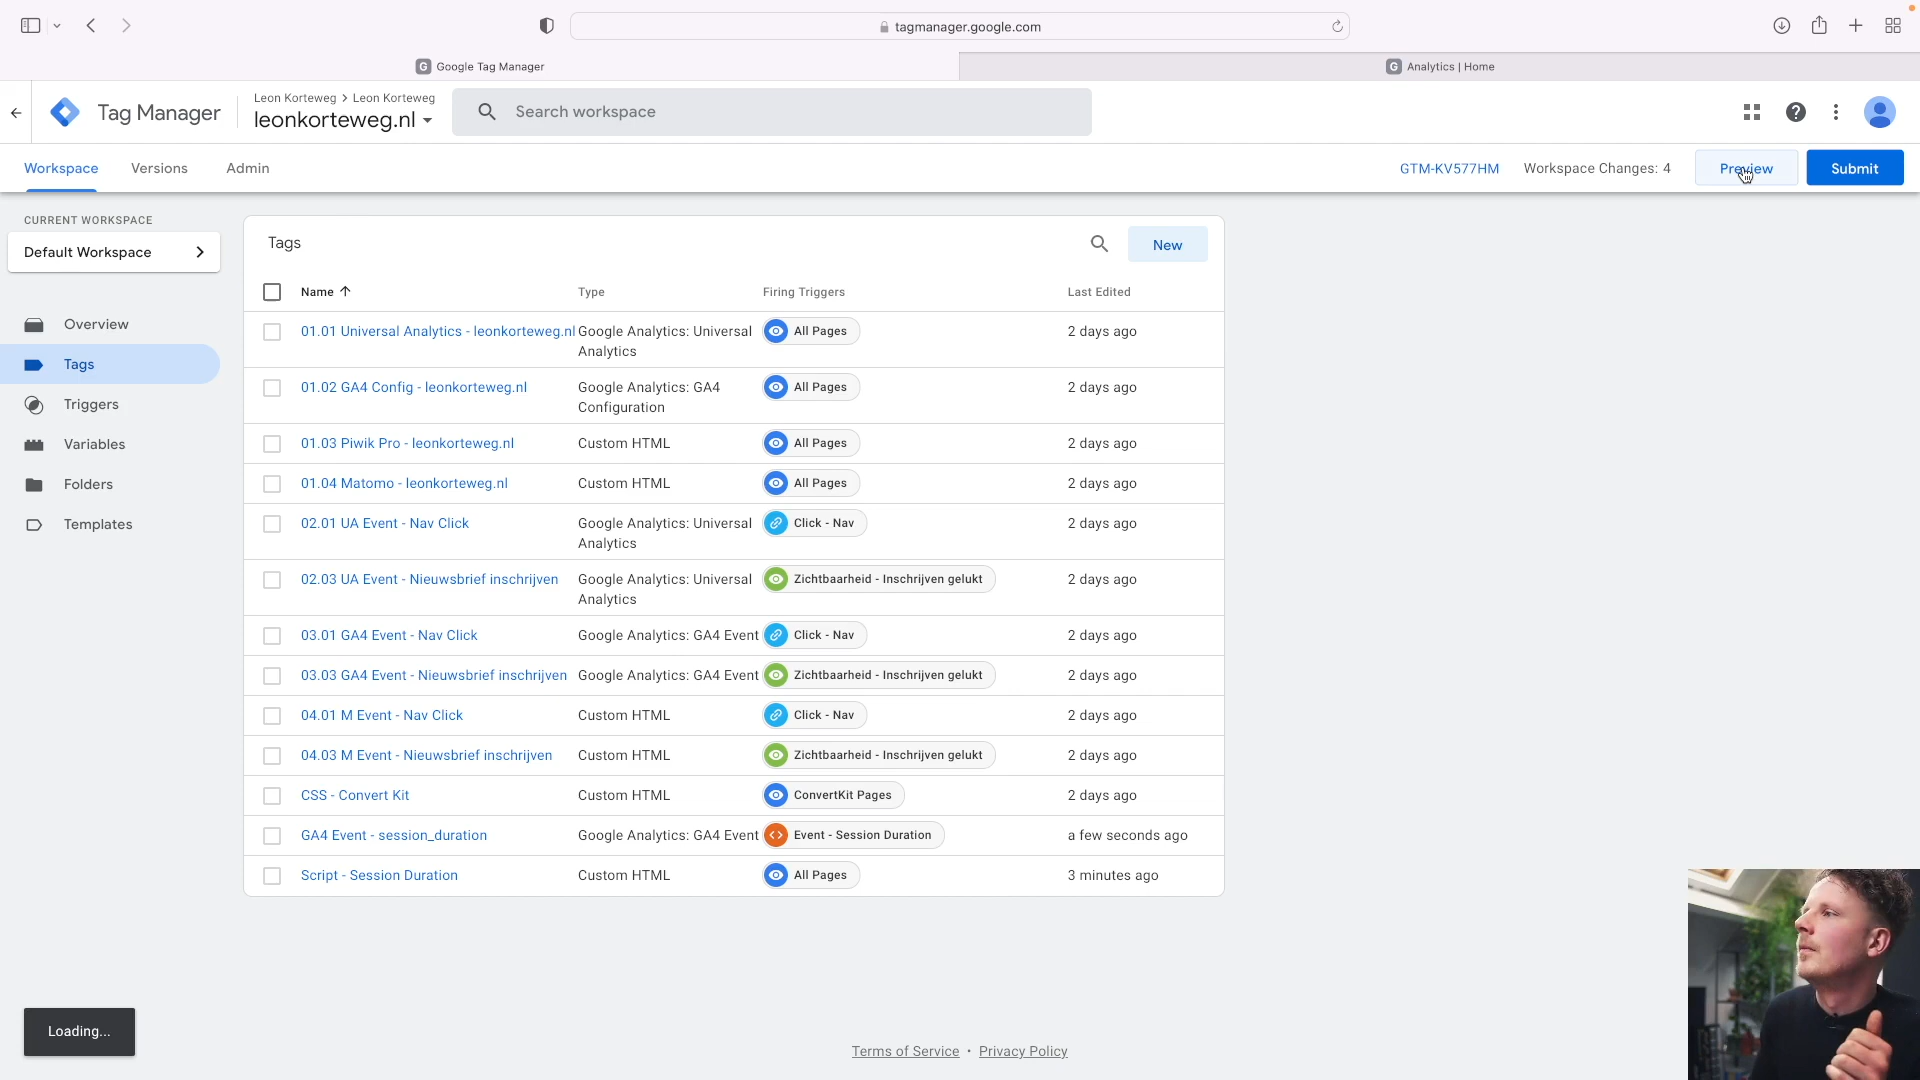 tagmanager.google.com
G Google Tag Manager
G Analytics | Home
Tag Manager
Leon Korteweg > Leon Korteweg
leonkorteweg.nl
Search workspace
Workspace Versions Admin
GTM-KV577HM Workspace Changes: 4 Preview Submit
CURRENT WORKSPACE
Default Workspace
Overview
Tags
Triggers
Variables
Folders
Templates
Tags
New
Name Type Firing Triggers Last Edited
01.01 Universal Analytics - leonkorteweg.nl Google Analytics: Universal All Pages 2 days ago
Analytics
01.02 GA4 Config - leonkorteweg.nl Google Analytics: GA4 All Pages 2 days ago
Configuration
01.03 Piwik Pro - leonkorteweg.nl Custom HTML All Pages 2 days ago
01.04 Matomo - leonkorteweg.nl Custom HTML All Pages 2 days ago
02.01 UA Event - Nav Click Google Analytics: Universal Click - Nav 2 days ago
Analytics
02.03 UA Event - Nieuwsbrief inschrijven Google Analytics: Universal Zichtbaarheid - Inschrijven gelukt 2 days ago
Analytics
03.01 GA4 Event - Nav Click Google Analytics: GA4 Event Click - Nav 2 days ago
03.03 GA4 Event - Nieuwsbrief inschrijven Google Analytics: GA4 Event Zichtbaarheid - Inschrijven gelukt 2 days ago
04.01 M Event - Nav Click Custom HTML Click - Nav 2 days ago
04.03 M Event - Nieuwsbrief inschrijven Custom HTML Zichtbaarheid - Inschrijven gelukt 2 days ago
CSS - Convert Kit Custom HTML ConvertKit Pages 2 days ago
GA4 Event - session_duration Google Analytics: GA4 Event Event - Session Duration a few seconds ago
Script - Session Duration Custom HTML All Pages 3 minutes ago
Loading...
Terms of Service • Privacy Policy